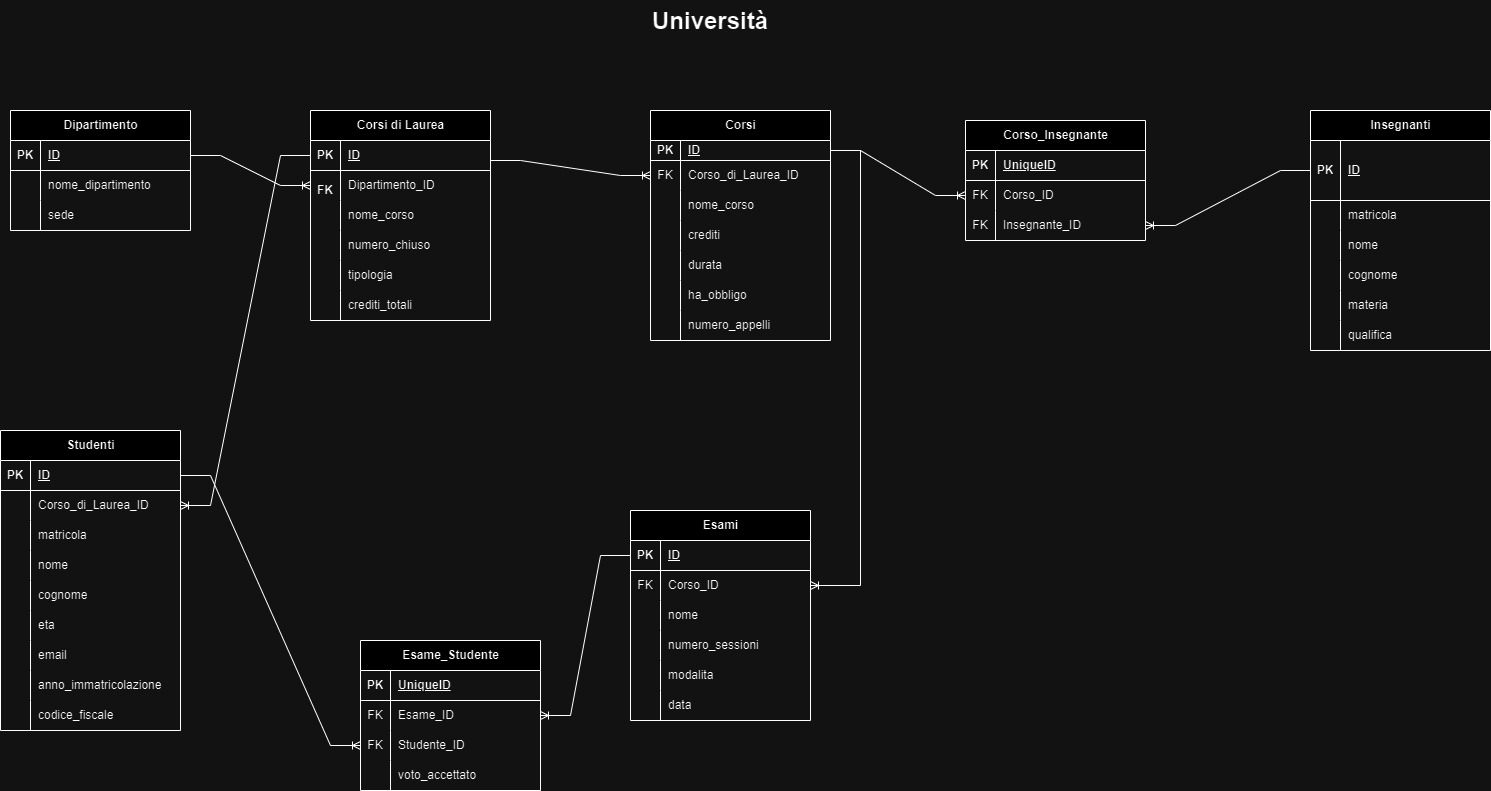 Università
Dipartimento
PK ID
nome_dipartimento
sede
Corsi di Laurea
PK ID
FK Dipartimento_ID
nome_corso
numero_chiuso
tipologia
crediti_totali
Corsi
PK ID
FK Corso_di_Laurea_ID
nome_corso
crediti
durata
ha_obbligo
numero_appelli
Corso_Insegnante
PK UniqueID
FK Corso_ID
FK Insegnante_ID
Insegnanti
PK ID
matricola
nome
cognome
materia
qualifica
Studenti
PK ID
Corso_di_Laurea_ID
matricola
nome
cognome
eta
email
anno_immatricolazione
codice_fiscale
Esame_Studente
PK UniqueID
FK Esame_ID
FK Studente_ID
voto_accettato
Esami
PK ID
FK Corso_ID
nome
numero_sessioni
modalita
data